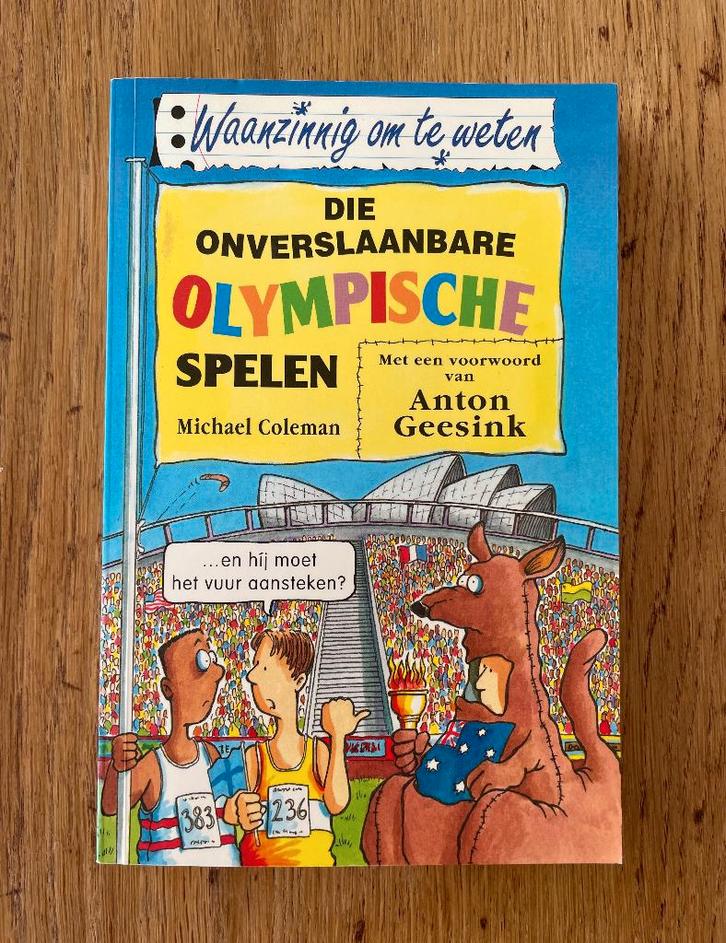 Waanzinnig om te weten
DIE
ONVERSLAANBARE
OLYMPISCHE
SPELEN
Michael Coleman
Met een voorwoord
van
Anton
Geesink
...en híj moet
het vuur aansteken?
383
236